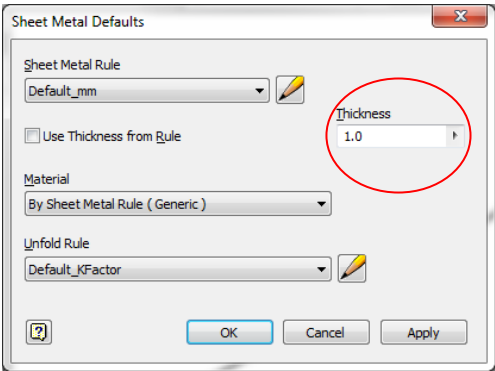 Sheet Metal Defaults
Sheet Metal Rule
Default_mm
Thickness
Use Thickness from Rule
1.0
Material
By Sheet Metal Rule ( Generic )
Unfold Rule
Default_KFactor
OK
Cancel
Apply